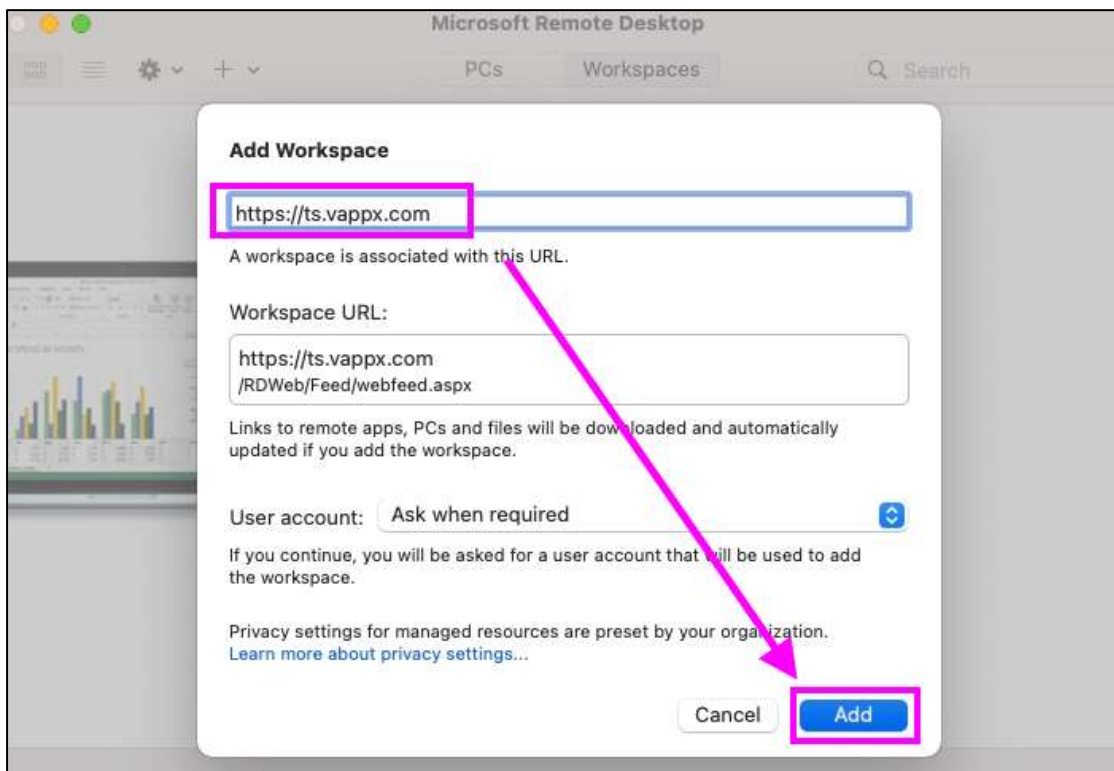 Microsoft Remote Desktop
PCs
Workspaces
Search
Add Workspace
https://ts.vappx.com
A workspace is associated with this URL.
Workspace URL:
https://ts.vappx.com
/RDWeb/Feed/webfeed.aspx
Links to remote apps, PCs and files will be downloaded and automatically
updated if you add the workspace.
User account:
Ask when required
If you continue, you will be asked for a user account that will be used to add
the workspace.
Privacy settings for managed resources are preset by your organization.
Learn more about privacy settings...
Cancel
Add